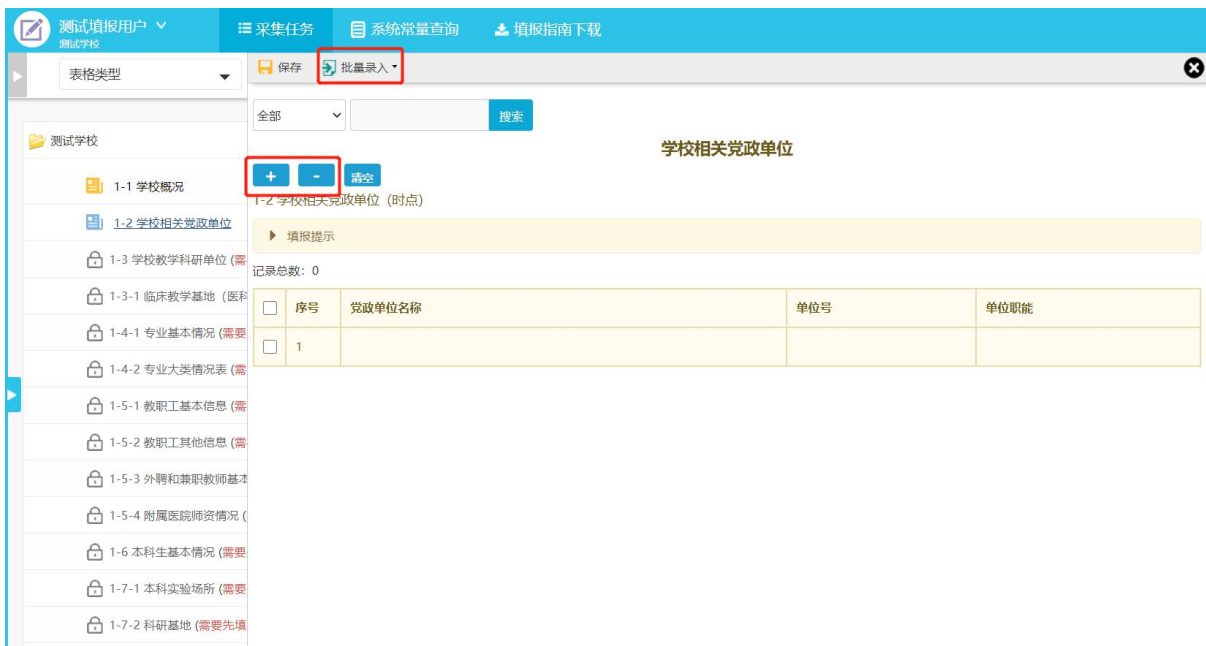 测试填报用户
测试学校
采集任务
系统常量查询
填报指南下载
表格类型
保存
批量录入
全部
搜索
测试学校
学校相关党政单位
+
-
清空
1-2 学校相关党政单位（时点）
填报提示
记录总数：0
序号
党政单位名称
单位号
单位职能
1
1-1 学校概况
1-2 学校相关党政单位
1-3 学校教学科研单位 (需
1-3-1 临床教学基地（医科
1-4-1 专业基本情况 (需要
1-4-2 专业大类情况表 (需
1-5-1 教职工基本信息 (需
1-5-2 教职工其他信息 (需
1-5-3 外聘和兼职教师基本
1-5-4 附属医院师资情况 (
1-6 本科生基本情况 (需要
1-7-1 本科实验场所 (需要
1-7-2 科研基地 (需要先填